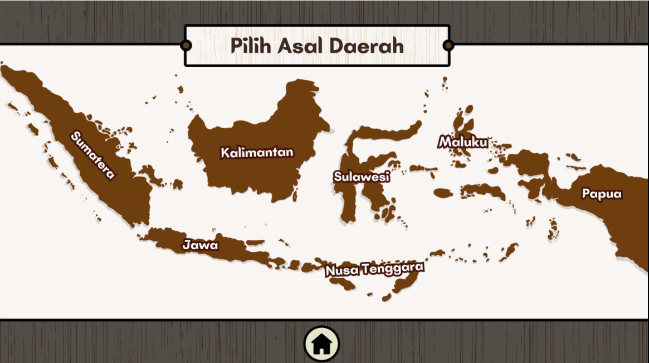 Pilih Asal Daerah
Sumatera
Kalimantan
Sulawesi
Maluku
Papua
Jawa
Nusa Tenggara